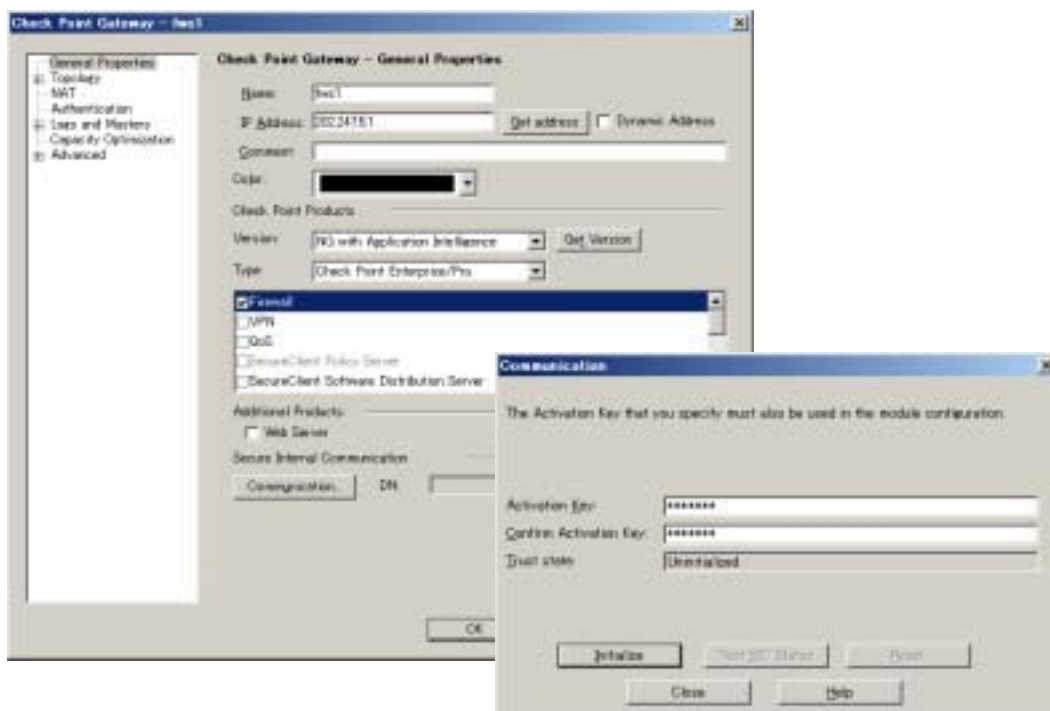 Check Point Gateway - fws1
General Properties
Topology
NAT
Authentication
Logs and Masters
Capacity Optimization
Advanced
Check Point Gateway - General Properties
Name: fws1
IP Address: Get address Dynamic Address
Comment:
Color:
Check Point Products
Version: NG with Application Intelligence Get Version
Type: Check Point Enterprise/Pro
Firewall
VPN
QoS
SecureClient Policy Server
SecureClient Software Distribution Server
Additional Products:
Web Server
Secure Internal Communication
Communication... DN:
OK
Communication
The Activation Key that you specify must also be used in the module configuration.
Activation Key: *******
Confirm Activation Key: *******
Trust state: Uninitialized
Initialize Test SIC Status Reset
Close Help